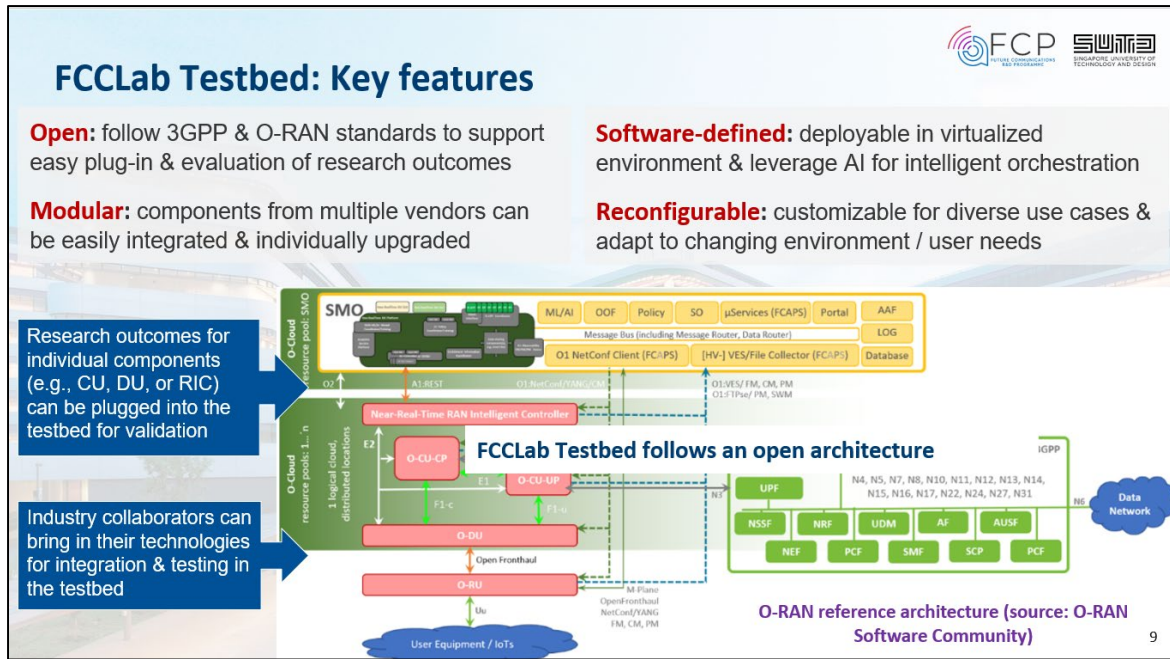 FCP
FUTURE COMMUNICATIONS
R&D PROGRAMME
SUTD
SINGAPORE UNIVERSITY OF
TECHNOLOGY AND DESIGN
FCCLab Testbed: Key features
Open: follow 3GPP & O-RAN standards to support
easy plug-in & evaluation of research outcomes
Modular: components from multiple vendors can
be easily integrated & individually upgraded
Software-defined: deployable in virtualized
environment & leverage AI for intelligent orchestration
Reconfigurable: customizable for diverse use cases &
adapt to changing environment / user needs
Research outcomes for
individual components
(e.g., CU, DU, or RIC)
can be plugged into the
testbed for validation
Industry collaborators can
bring in their technologies
for integration & testing in
the testbed
O-Cloud
resource pool: SMO
SMO
ML/AI
OOF
Policy
SO
µServices (FCAPS)
Portal
AAF
Message Bus (including Message Router, Data Router)
LOG
O1 NetConf Client (FCAPS)
[HV-] VES/File Collector (FCAPS)
Database
O2
A1:REST
O1:NetConf/YANG/CM
O1:VES/ FM, CM, PM
O1:FTPse/ PM, SWM
O-Cloud
resource pools: 1...`n
1 logical cloud,
distributed locations
Near-Real-Time RAN Intelligent Controller
E2
O-CU-CP
FCCLab Testbed follows an open architecture
E1
O-CU-UP
F1-c
F1-u
O-DU
Open Fronthaul
O-RU
Uu
User Equipment / IoTs
M-Plane
OpenFronthaul
NetConf/YANG
FM, CM, PM
N3
3GPP
UPF
N4, N5, N7, N8, N10, N11, N12, N13, N14,
N15, N16, N17, N22, N24, N27, N31
N6
Data
Network
NSSF
NRF
UDM
AF
AUSF
NEF
PCF
SMF
SCP
PCF
O-RAN reference architecture (source: O-RAN
Software Community)
9